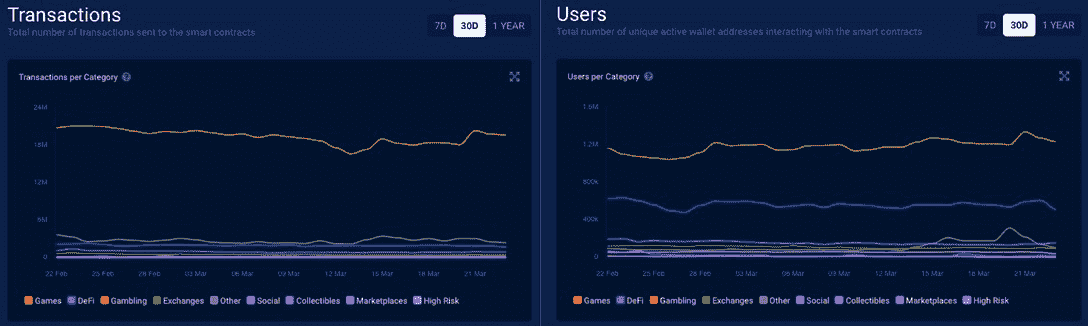 Transactions
Total number of transactions sent to the smart contracts
7D 30D 1 YEAR
Transactions per Category
24M
18M
12M
6M
0
22 Feb 25 Feb 28 Feb 03 Mar 06 Mar 09 Mar 12 Mar 15 Mar 18 Mar 21 Mar
Games DeFi Gambling Exchanges Other Social Collectibles Marketplaces High Risk
Users
Total number of unique active wallet addresses interacting with the smart contracts
7D 30D 1 YEAR
Users per Category
1.6M
1.2M
800k
400k
0
22 Feb 25 Feb 28 Feb 03 Mar 06 Mar 09 Mar 12 Mar 15 Mar 18 Mar 21 Mar
Games DeFi Gambling Exchanges Other Social Collectibles Marketplaces High Risk